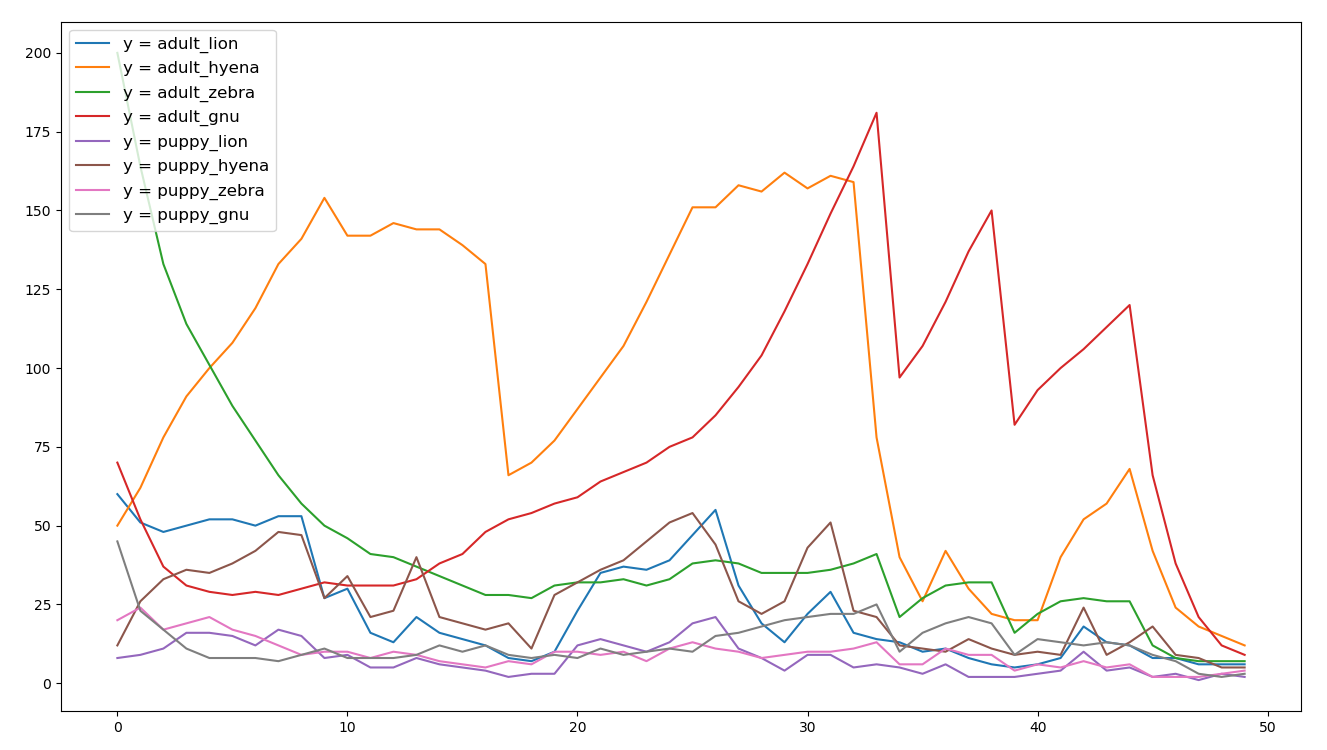 y = adult_lion
y = adult_hyena
y = adult_zebra
y = adult_gnu
y = puppy_lion
y = puppy_hyena
y = puppy_zebra
y = puppy_gnu
200
175
150
125
100
75
50
25
0
0 10 20 30 40 50